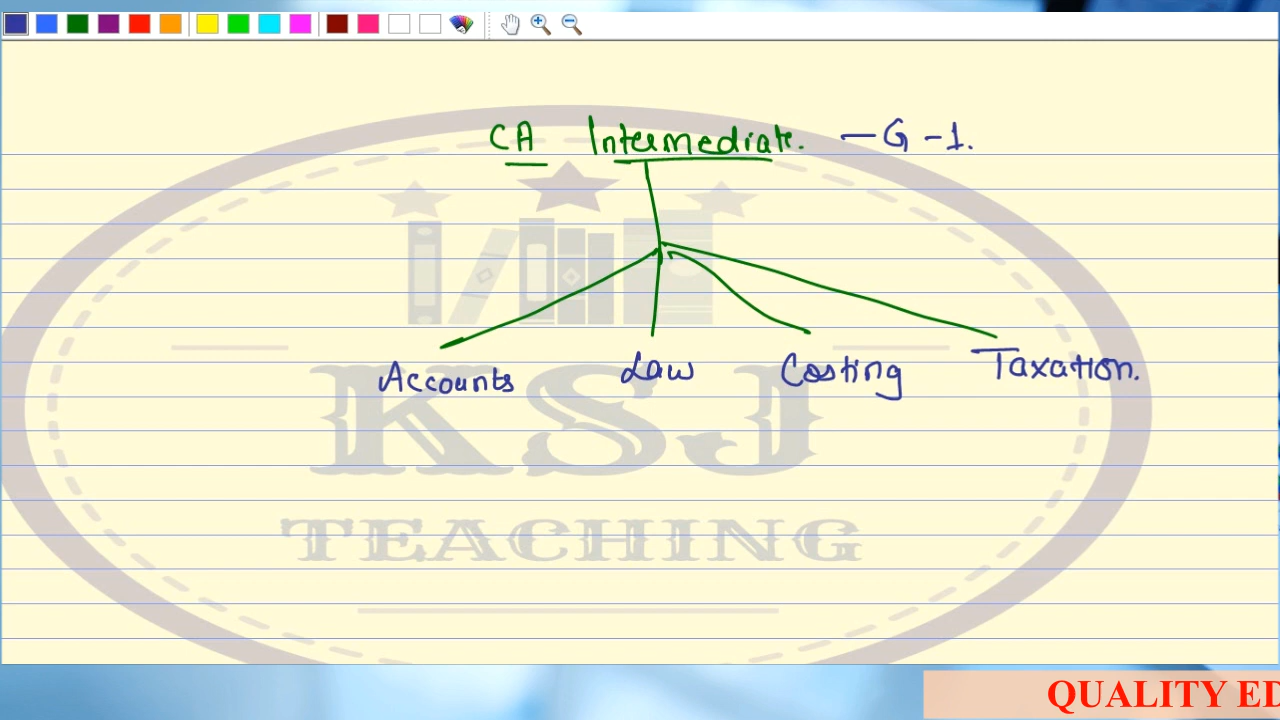 CA Intermediate. - G - 1.
Accounts Law Costing Taxation.
KSJ
TEACHING
QUALITY ED